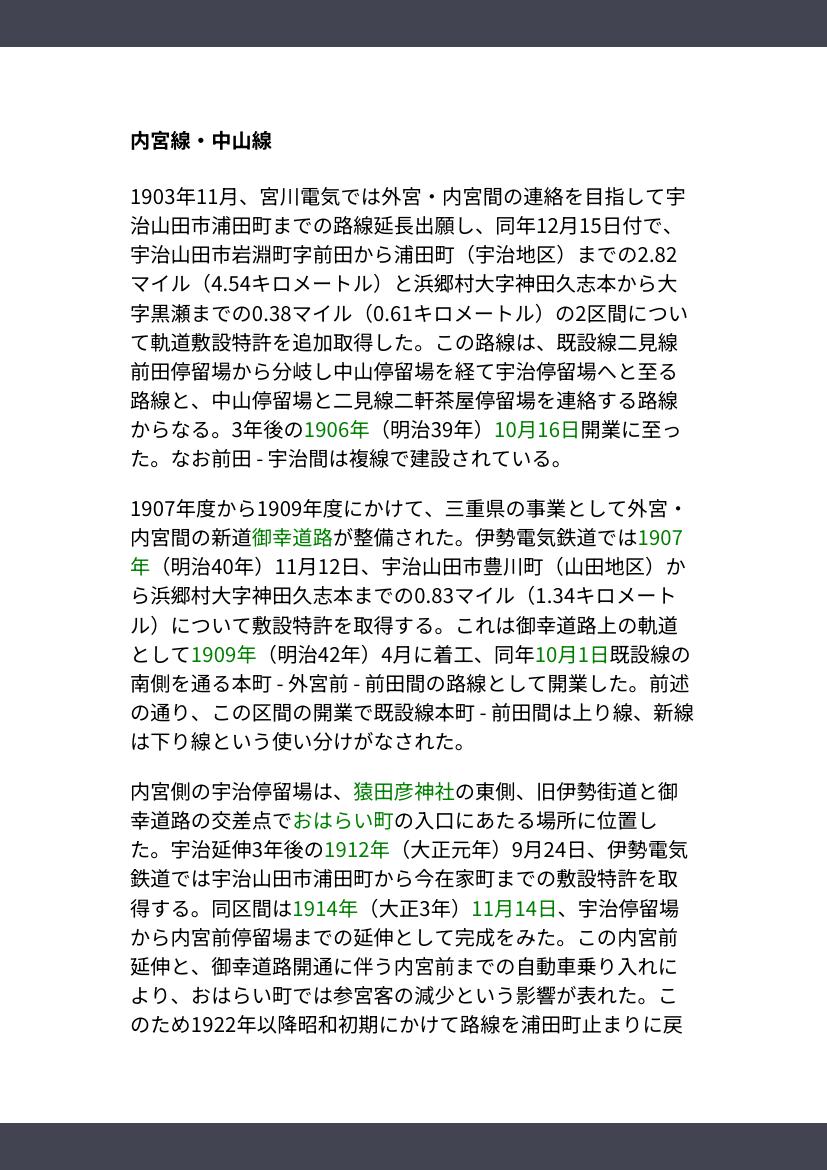 内宮線・中山線
1903年11月、宮川電気では外宮・内宮間の連絡を目指して宇
治山田市浦田町までの路線延長出願し、同年12月15日付で、
宇治山田市岩淵町字前田から浦田町（宇治地区）までの2.82
マイル（4.54キロメートル）と浜郷村大字神田久志本から大
字黒瀬までの0.38マイル（0.61キロメートル）の2区間につい
て軌道敷設特許を追加取得した。この路線は、既設線二見線
前田停留場から分岐し中山停留場を経て宇治停留場へと至る
路線と、中山停留場と二見線二軒茶屋停留場を連絡する路線
からなる。3年後の1906年（明治39年）10月16日開業に至っ
た。なお前田 - 宇治間は複線で建設されている。
1907年度から1909年度にかけて、三重県の事業として外宮・
内宮間の新道御幸道路が整備された。伊勢電気鉄道では1907
年（明治40年）11月12日、宇治山田市豊川町（山田地区）か
ら浜郷村大字神田久志本までの0.83マイル（1.34キロメート
ル）について敷設特許を取得する。これは御幸道路上の軌道
として1909年（明治42年）4月に着工、同年10月1日既設線の
南側を通る本町 - 外宮前 - 前田間の路線として開業した。前述
の通り、この区間の開業で既設線本町 - 前田間は上り線、新線
は下り線という使い分けがなされた。
内宮側の宇治停留場は、猿田彦神社の東側、旧伊勢街道と御
幸道路の交差点でおはらい町の入口にあたる場所に位置し
た。宇治延伸3年後の1912年（大正元年）9月24日、伊勢電気
鉄道では宇治山田市浦田町から今在家町までの敷設特許を取
得する。同区間は1914年（大正3年）11月14日、宇治停留場
から内宮前停留場までの延伸として完成をみた。この内宮前
延伸と、御幸道路開通に伴う内宮前までの自動車乗り入れに
より、おはらい町では参宮客の減少という影響が表れた。こ
のため1922年以降昭和初期にかけて路線を浦田町止まりに戻